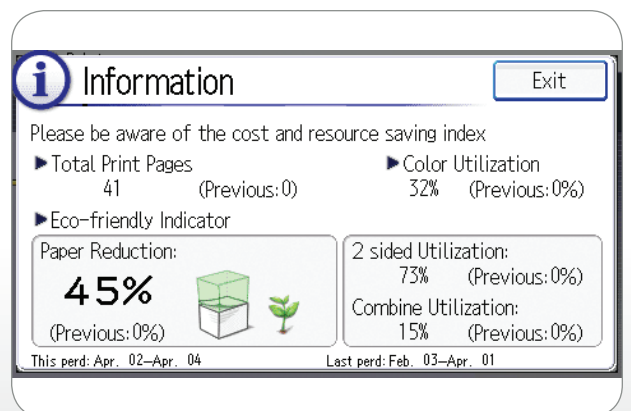 i Information
Exit
Please be aware of the cost and resource saving index
Total Print Pages
41 (Previous:0)
Color Utilization
32% (Previous:0%)
Eco-friendly Indicator
Paper Reduction:
45%
(Previous:0%)
2 sided Utilization:
73% (Previous:0%)
Combine Utilization:
15% (Previous:0%)
This perd: Apr. 02-Apr. 04
Last perd: Feb. 03-Apr. 01